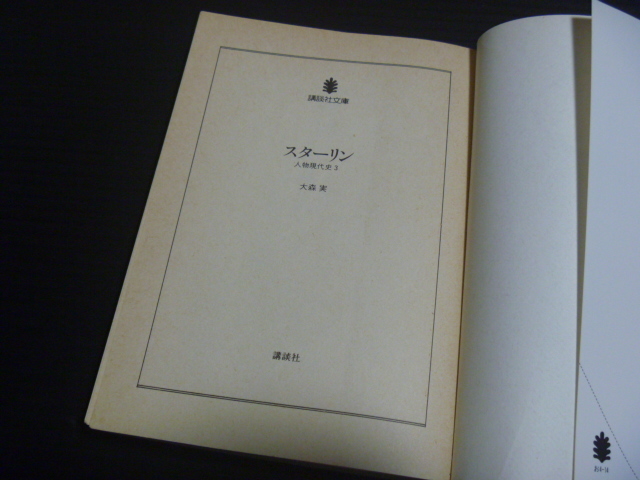 講談社文庫
スターリン
人物現代史3
大森 実
講談社